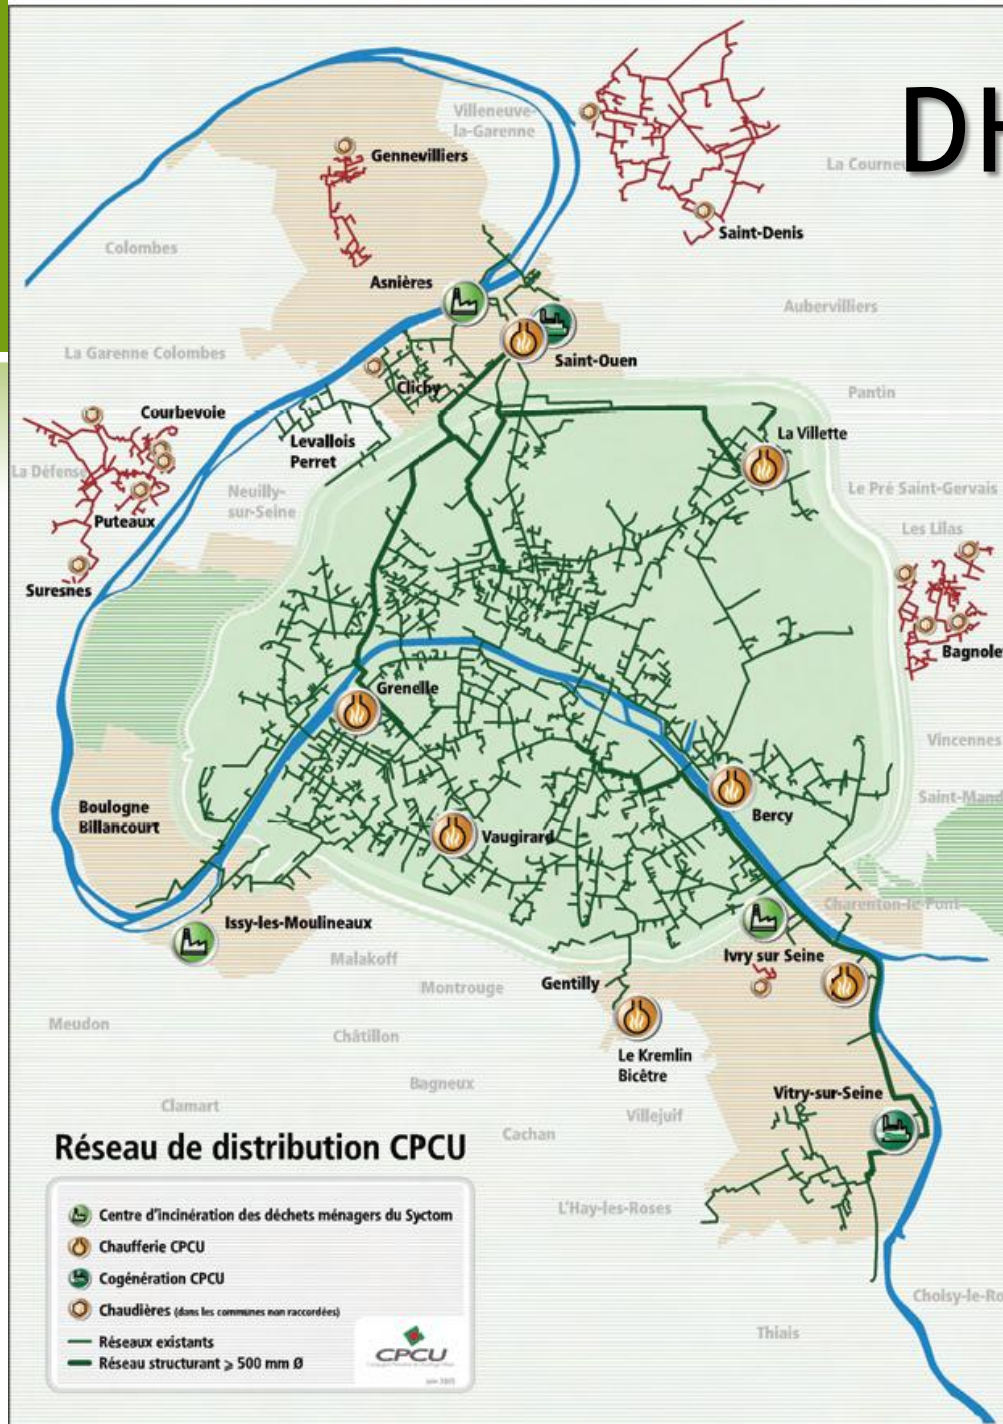 DH
Villeneuve-
la-Garenne
Gennevilliers
La Courneu
Saint-Denis
Colombes
Asnières
Aubervilliers
La Garenne Colombes
Saint-Ouen
Clichy
Pantin
Courbevoie
Levallois
Perret
La Villette
La Défense
Neuilly-
sur-Seine
Le Pré Saint-Gervais
Puteaux
Les Lilas
Suresnes
Bagnole
Grenelle
Vincennes
Boulogne
Billancourt
Saint-Mand
Bercy
Vaugirard
Charenton-le-Pont
Issy-les-Moulineaux
Ivry sur Seine
Malakoff
Gentilly
Montrouge
Meudon
Châtillon
Le Kremlin
Bicêtre
Bagneux
Vitry-sur-Seine
Clamart
Villejuif
Cachan
Réseau de distribution CPCU
L'Hay-les-Roses
Centre d'incinération des déchets ménagers du Syctom
Chaufferie CPCU
Cogénération CPCU
Chaudières (dans les communes non raccordées)
Réseaux existants
Réseau structurant ⩾ 500 mm Ø
CPCU
Choisy-le-Ro
Thiais